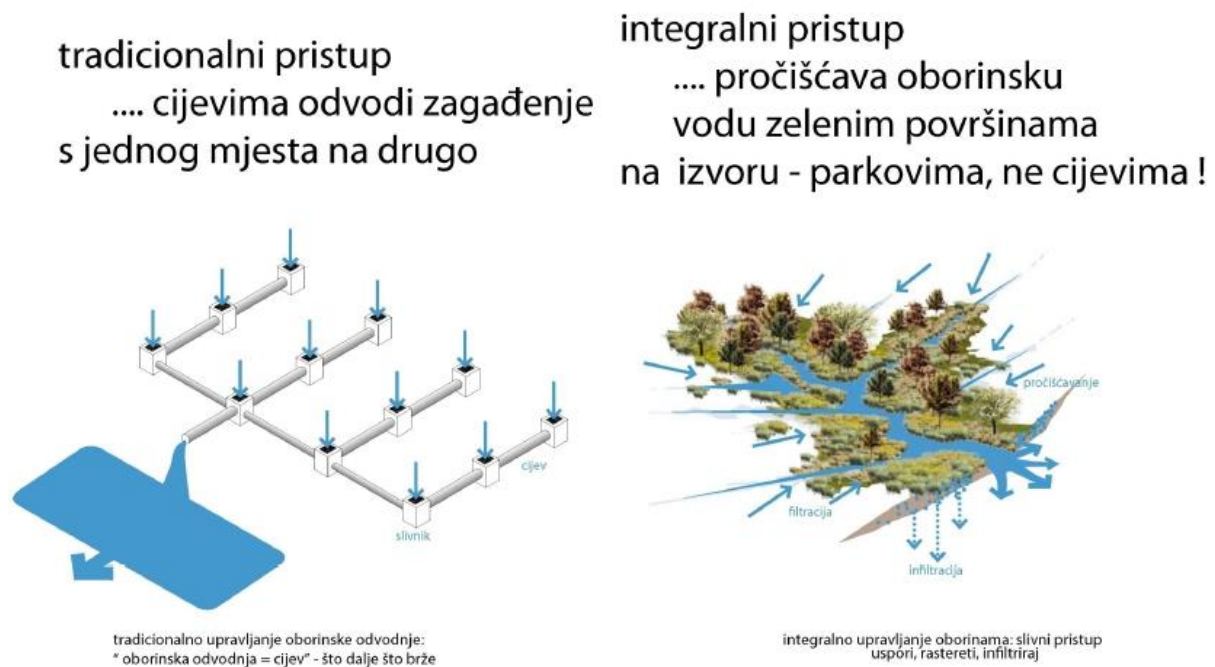 tradicionalni pristup
.... cijevima odvodi zagađenje
s jednog mjesta na drugo
cijev
slivnik
tradicionalno upravljanje oborinske odvodnje:
" oborinska odvodnja = cijev" - što dalje što brže
integralni pristup
.... pročišćava oborinsku
vodu zelenim površinama
na izvoru - parkovima, ne cijevima !
pročišćavanje
filtracija
infiltracija
integralno upravljanje oborinama: slivni pristup
uspori, rastereti, infiltriraj